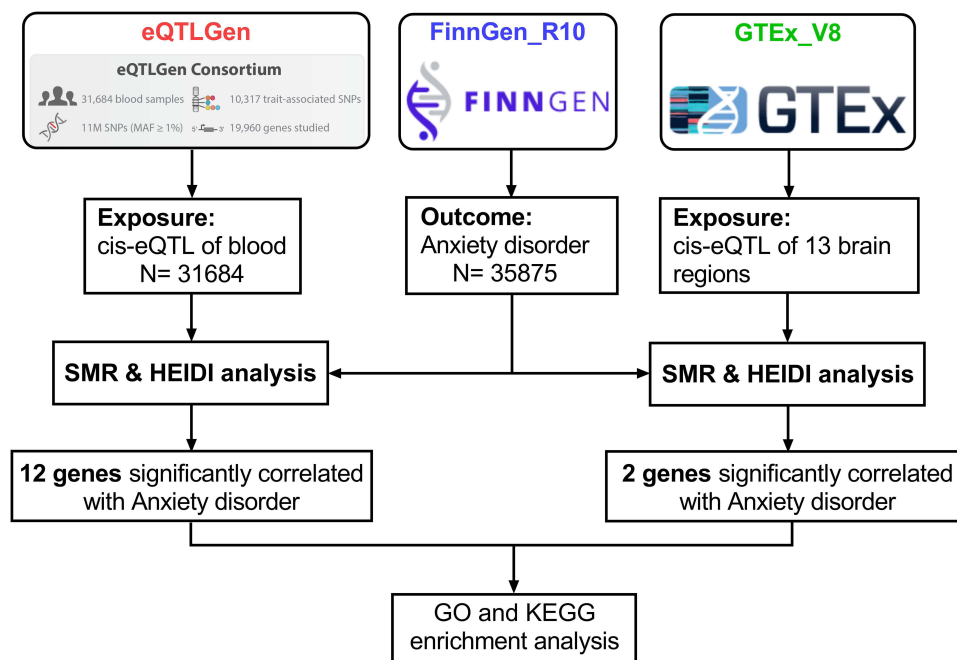 eQTLGen
eQTLGen Consortium
31,684 blood samples
10,317 trait-associated SNPs
11M SNPs (MAF ≥ 1%)
5' 3'
19,960 genes studied
FinnGen_R10
FINNGEN
GTEx_V8
GTEx
Exposure:
cis-eQTL of blood
N= 31684
Outcome:
Anxiety disorder
N= 35875
Exposure:
cis-eQTL of 13 brain
regions
SMR & HEIDI analysis
SMR & HEIDI analysis
12 genes significantly correlated
with Anxiety disorder
2 genes significantly correlated
with Anxiety disorder
GO and KEGG
enrichment analysis